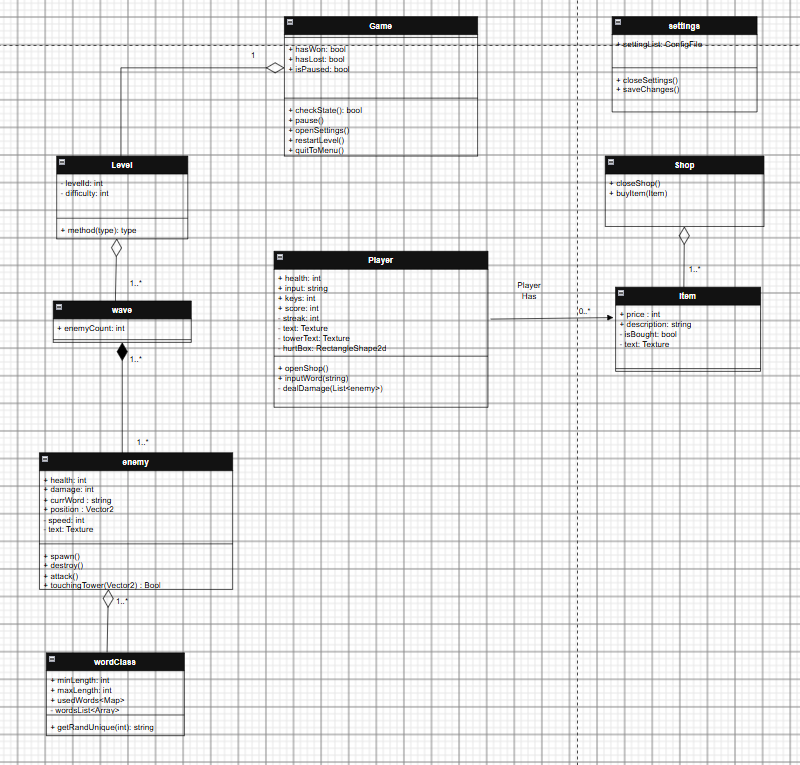 Game
+ hasWon: bool
+ hasLost: bool
+ isPaused: bool
+ checkState(): bool
+ pause()
+ openSettings()
+ restartLevel()
+ quitToMenu()
settings
+ settingList: ConfigFile
+ closeSettings()
+ saveChanges()
1
Level
- levelId: int
- difficulty: int
+ method(type): type
Shop
+ closeShop()
+ buyItem(Item)
1..*
wave
+ enemyCount: int
1..*
Player
+ health: int
+ input: string
+ keys: int
+ score: int
- streak: int
- text: Texture
- towerText: Texture
- hurtBox: RectangleShape2d
+ openShop()
+ inputWord(string)
- dealDamage(List<enemy>)
Player
Has
0..*
1..*
Item
+ price : int
+ description: string
- isBought: bool
- text: Texture
1..*
enemy
+ health: int
+ damage: int
+ currWord : string
+ position : Vector2
- speed: int
- text: Texture
+ spawn()
+ destroy()
+ attack()
+ touchingTower(Vector2) : Bool
1..*
wordClass
+ minLength: int
+ maxLength: int
+ usedWords<Map>
- wordsList<Array>
+ getRandUnique(int): string